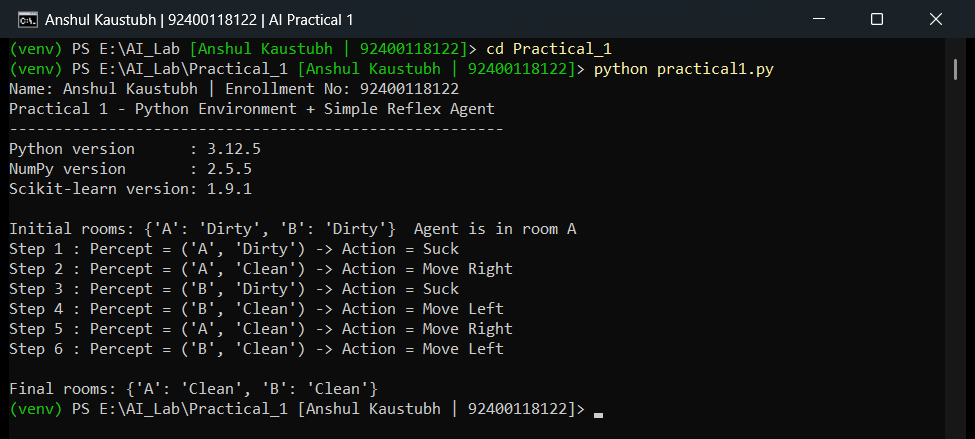 Anshul Kaustubh | 92400118122 | AI Practical 1
(venv) PS E:\AI_Lab [Anshul Kaustubh | 92400118122]> cd Practical_1
(venv) PS E:\AI_Lab\Practical_1 [Anshul Kaustubh | 92400118122]> python practical1.py
Name: Anshul Kaustubh | Enrollment No: 92400118122
Practical 1 - Python Environment + Simple Reflex Agent
-------------------------------------------------------
Python version      : 3.12.5
NumPy version       : 2.5.5
Scikit-learn version: 1.9.1
Initial rooms: {'A': 'Dirty', 'B': 'Dirty'}  Agent is in room A
Step 1 : Percept = ('A', 'Dirty') -> Action = Suck
Step 2 : Percept = ('A', 'Clean') -> Action = Move Right
Step 3 : Percept = ('B', 'Dirty') -> Action = Suck
Step 4 : Percept = ('B', 'Clean') -> Action = Move Left
Step 5 : Percept = ('A', 'Clean') -> Action = Move Right
Step 6 : Percept = ('B', 'Clean') -> Action = Move Left
Final rooms: {'A': 'Clean', 'B': 'Clean'}
(venv) PS E:\AI_Lab\Practical_1 [Anshul Kaustubh | 92400118122]>